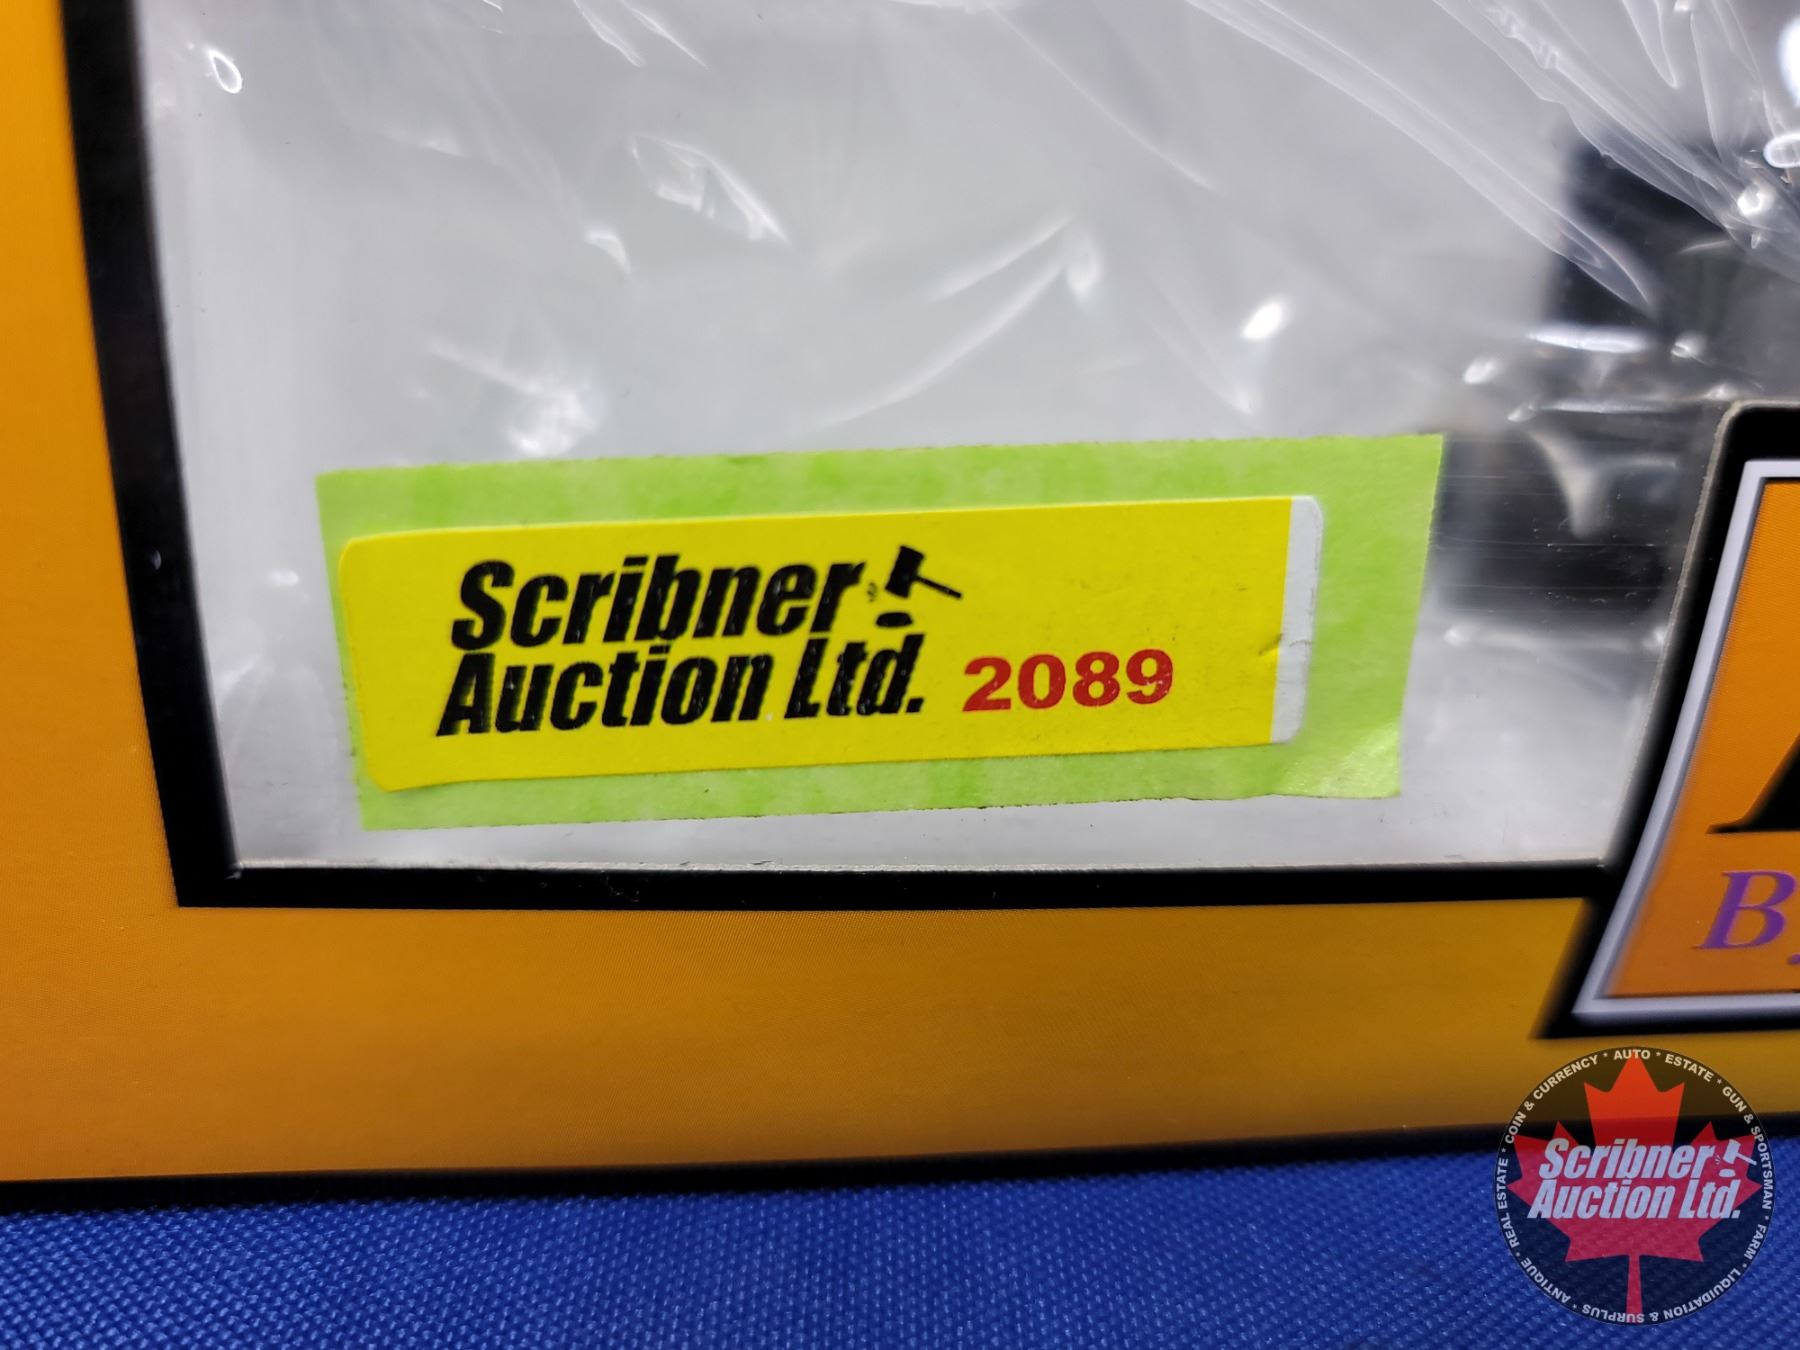 Scribner
Auction Ltd. 2089
B
COIN & CURRENCY * AUTO * ESTATE * GUN & SPORTSMAN * FARM * LIQUIDATION & SURPLUS * ANTIQUE * REAL ESTATE *
Scribner
Auction Ltd.